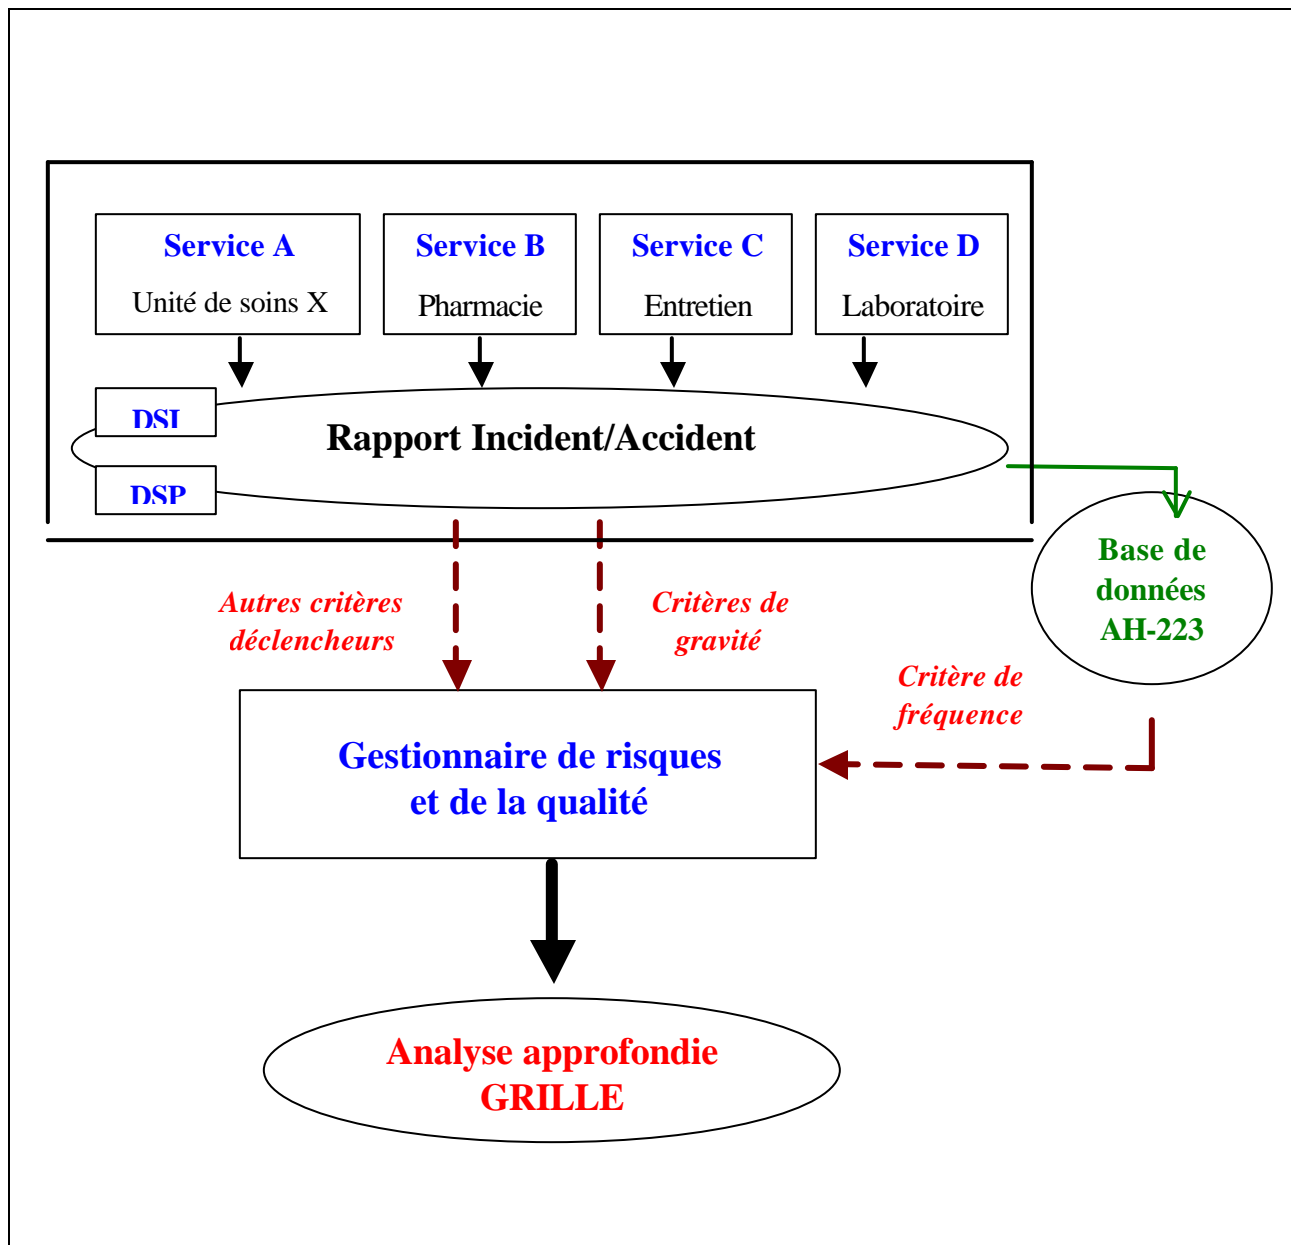 Service A
Unité de soins X
Service B
Pharmacie
Service C
Entretien
Service D
Laboratoire
DSI
Rapport Incident/Accident
DSP
Base de
données
AH-223
Autres critères
déclencheurs
Critères de
gravité
Critère de
fréquence
Gestionnaire de risques
et de la qualité
Analyse approfondie
GRILLE